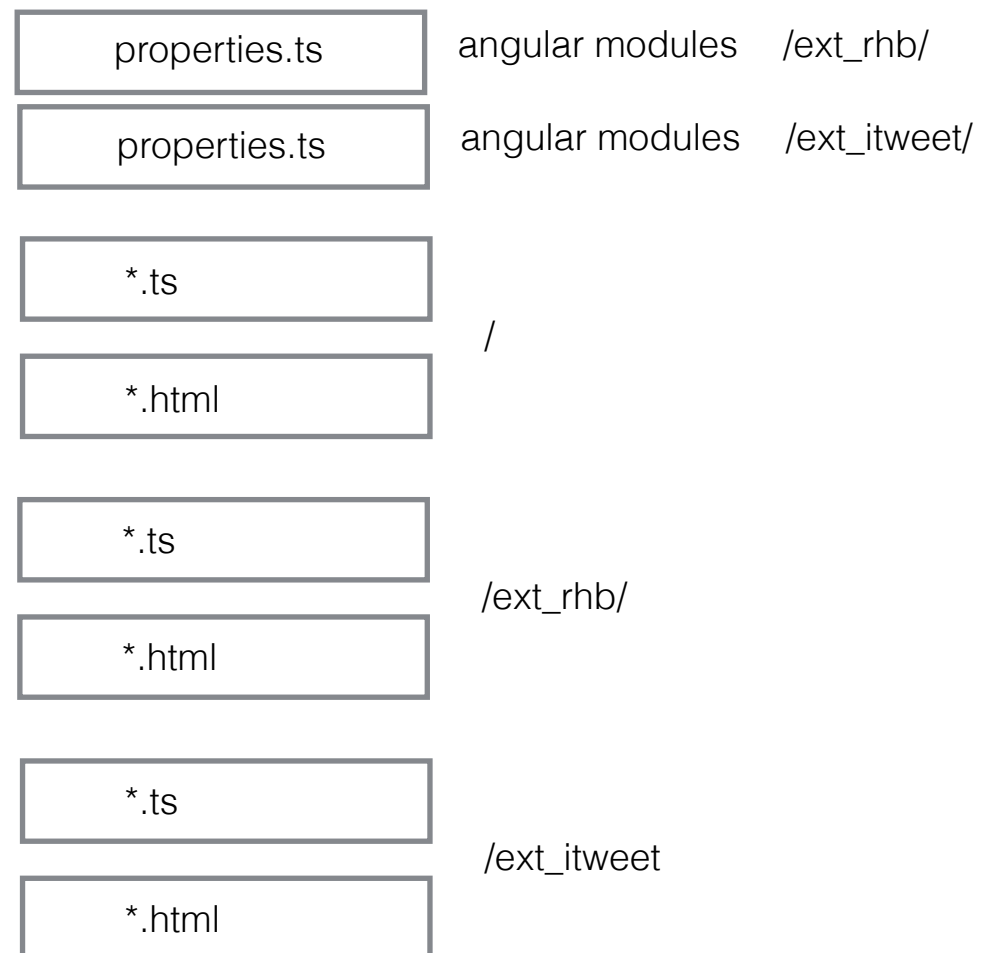 properties.ts angular modules /ext_rhb/
properties.ts angular modules /ext_itweet/
*.ts
/
*.html
*.ts
/ext_rhb/
*.html
*.ts
/ext_itweet
*.html